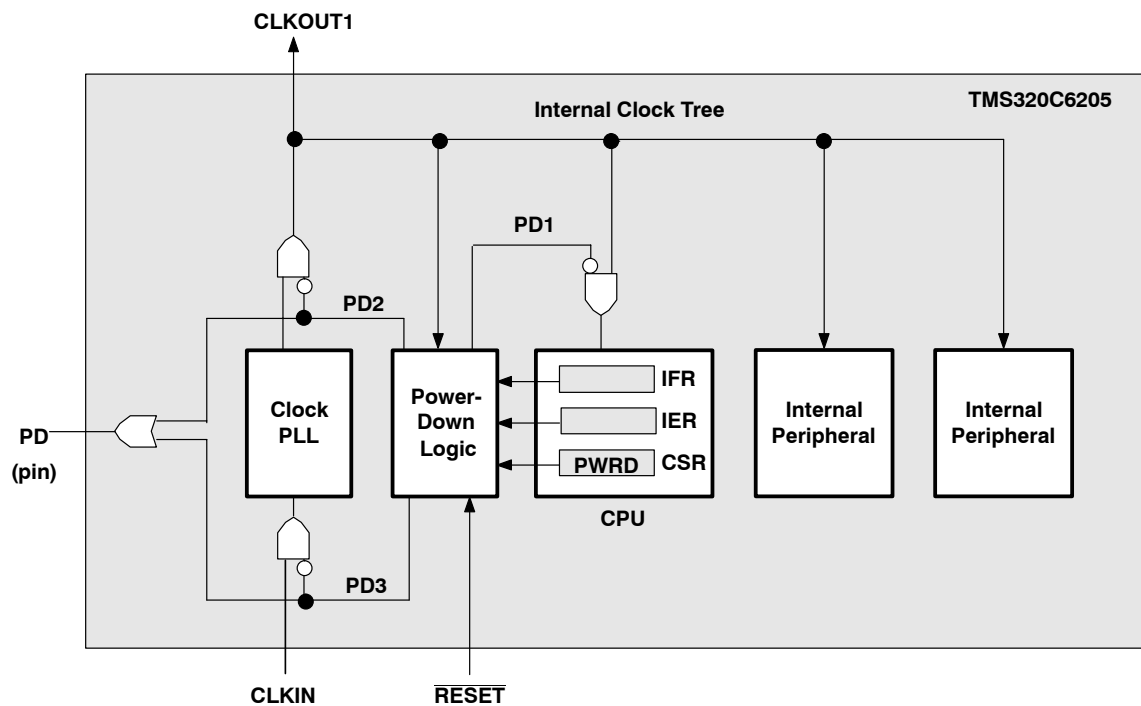 CLKOUT1
TMS320C6205
Internal Clock Tree
PD1
PD2
Clock
PLL
Power-
Down
Logic
IFR
IER
PWRD CSR
CPU
Internal
Peripheral
Internal
Peripheral
PD
(pin)
PD3
CLKIN
RESET